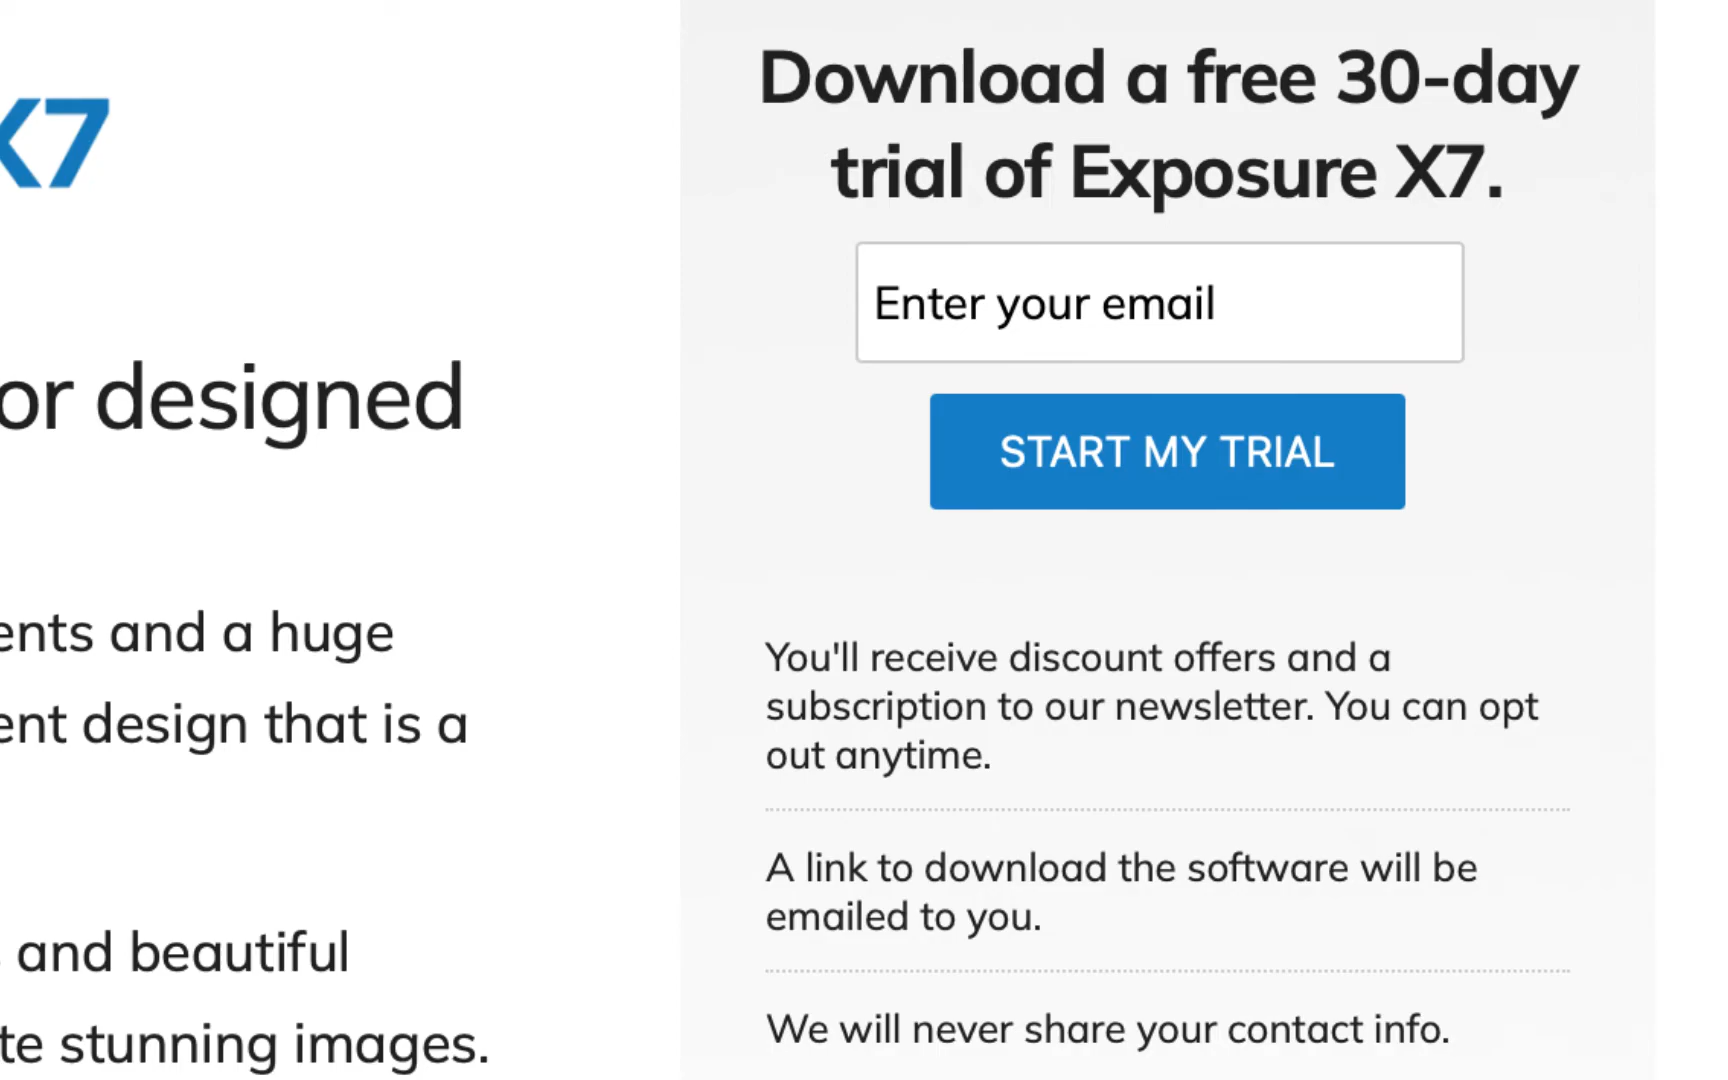 X7
or designed
ents and a huge
ent design that is a
and beautiful
te stunning images.
Download a free 30-day
trial of Exposure X7.
Enter your email
START MY TRIAL
You'll receive discount offers and a
subscription to our newsletter. You can opt
out anytime.
A link to download the software will be
emailed to you.
We will never share your contact info.